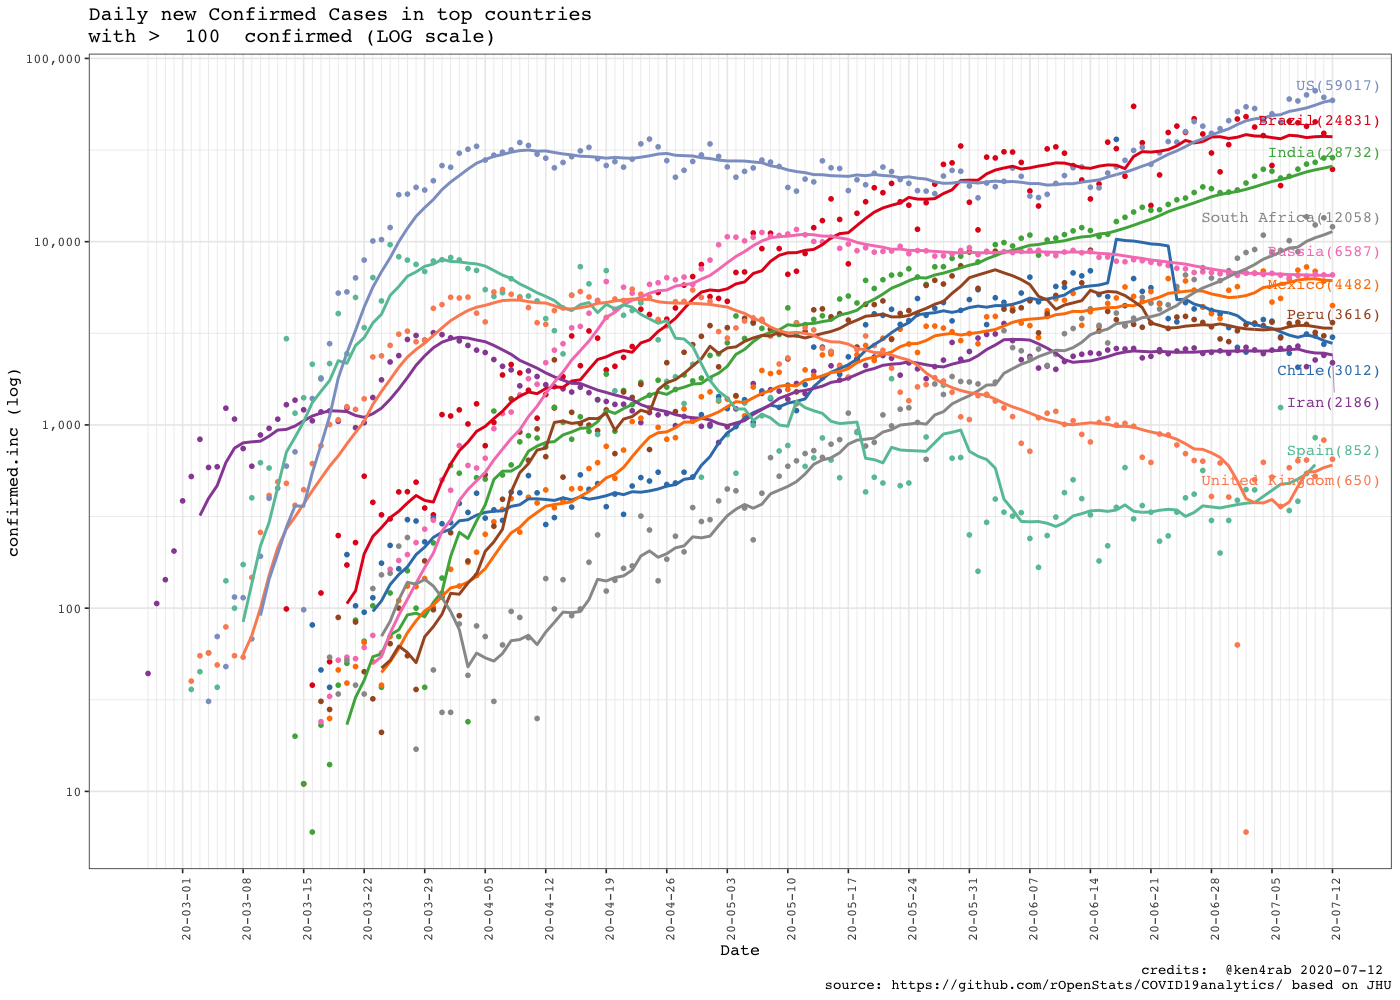 Daily new Confirmed Cases in top countries
with >  100  confirmed (LOG scale)
100,000
10,000
1,000
100
10
confirmed.inc (log)
US(59017)
Brazil(24831)
India(28732)
South Africa(12058)
Russia(6587)
Mexico(4482)
Peru(3616)
Chile(3012)
Iran(2186)
Spain(852)
United Kingdom(650)
20-03-01
20-03-08
20-03-15
20-03-22
20-03-29
20-04-05
20-04-12
20-04-19
20-04-26
20-05-03
20-05-10
20-05-17
20-05-24
20-05-31
20-06-07
20-06-14
20-06-21
20-06-28
20-07-05
20-07-12
Date
credits:  @ken4rab 2020-07-12
source: https://github.com/rOpenStats/COVID19analytics/ based on JHU